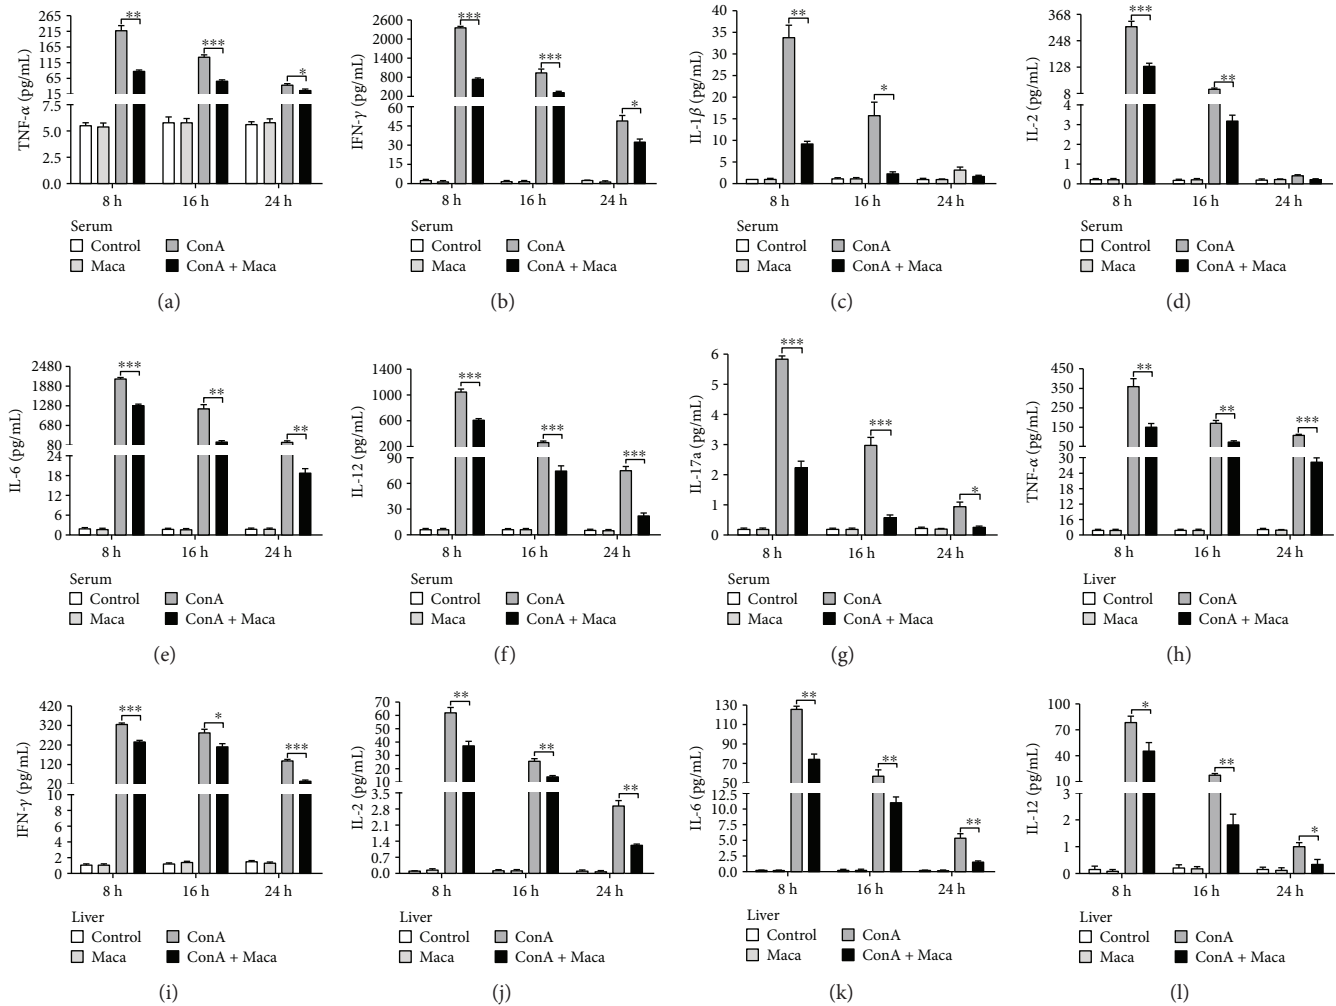 TNF-α (pg/mL)
265
215
165
115
65
15
7.5
5.0
2.5
0.0
**
***
*
8 h 16 h 24 h
Serum
Control ConA
Maca ConA + Maca
(a)
IFN-γ (pg/mL)
2600
2000
1400
800
200
60
45
30
15
0
***
***
*
8 h 16 h 24 h
Serum
Control ConA
Maca ConA + Maca
(b)
IL-1β (pg/mL)
40
35
30
25
20
15
10
5
0
**
*
8 h 16 h 24 h
Serum
Control ConA
Maca ConA + Maca
(c)
IL-2 (pg/mL)
368
248
128
8
4
3
2
1
0
***
**
8 h 16 h 24 h
Serum
Control ConA
Maca ConA + Maca
(d)
IL-6 (pg/mL)
2480
1880
1280
680
80
24
18
12
6
0
***
**
**
8 h 16 h 24 h
Serum
Control ConA
Maca ConA + Maca
(e)
IL-12 (pg/mL)
1400
1000
600
200
90
60
30
0
***
***
***
8 h 16 h 24 h
Serum
Control ConA
Maca ConA + Maca
(f)
IL-17a (pg/mL)
6
5
4
3
2
1
0
***
***
*
8 h 16 h 24 h
Serum
Control ConA
Maca ConA + Maca
(g)
TNF-α (pg/mL)
450
350
250
150
50
30
28
24
20
16
12
8
4
0
**
**
***
8 h 16 h 24 h
Liver
Control ConA
Maca ConA + Maca
(h)
IFN-γ (pg/mL)
420
320
220
120
20
10
8
6
4
2
0
***
*
***
8 h 16 h 24 h
Liver
Control ConA
Maca ConA + Maca
(i)
IL-2 (pg/mL)
70
60
50
40
30
20
10
3.5
2.8
2.1
1.4
0.7
0.0
**
**
**
8 h 16 h 24 h
Liver
Control ConA
Maca ConA + Maca
(j)
IL-6 (pg/mL)
130
110
90
70
50
12.5
10.0
7.5
5.0
2.5
0.0
**
**
**
8 h 16 h 24 h
Liver
Control ConA
Maca ConA + Maca
(k)
IL-12 (pg/mL)
100
70
40
10
3
2
1
0
*
**
*
8 h 16 h 24 h
Liver
Control ConA
Maca ConA + Maca
(l)